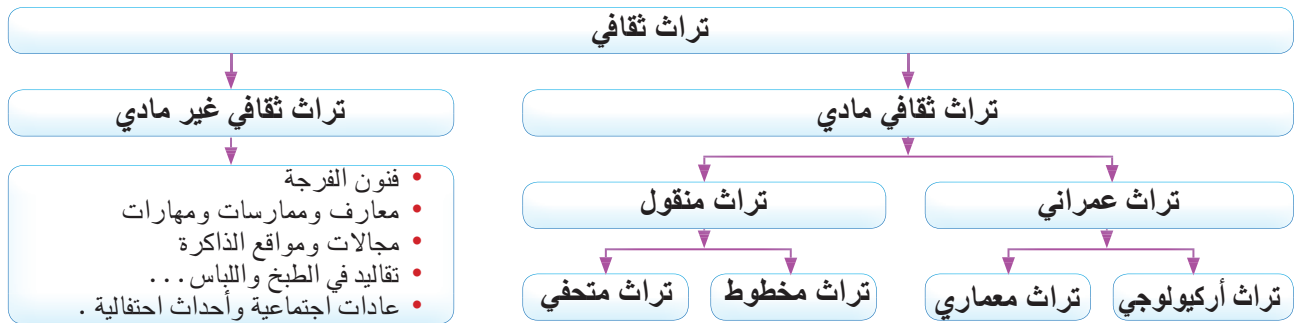 تراث ثقافي
تراث ثقافي مادي
تراث ثقافي غير مادي
تراث عمراني
تراث منقول
تراث أركيولوجي
تراث معماري
تراث مخطوط
تراث متحفي
• فنون الفرجة
• معارف وممارسات ومهارات
• مجالات ومواقع الذاكرة
• تقاليد في الطبخ واللباس...
• عادات اجتماعية وأحداث احتفالية .